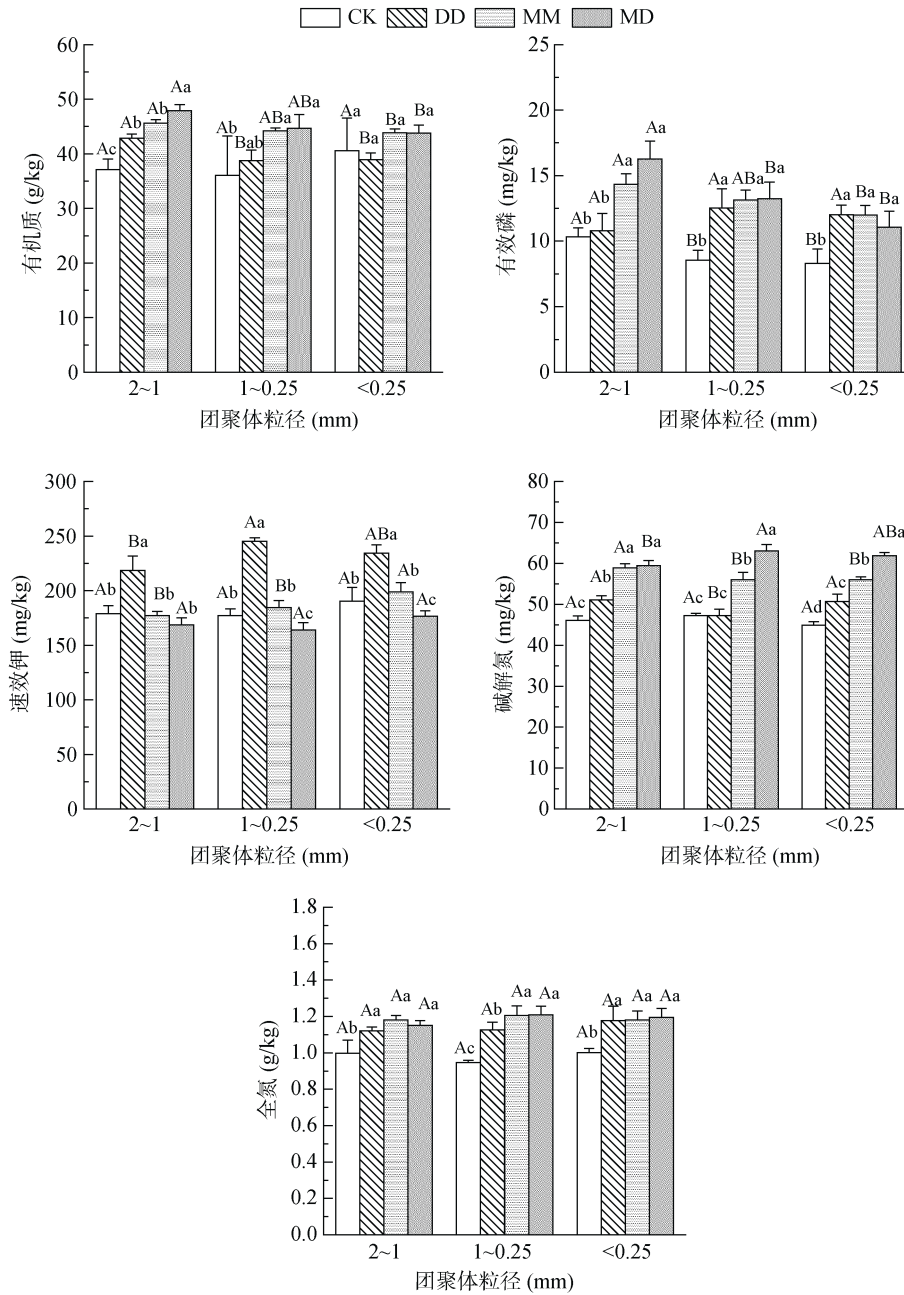 CK DD MM MD
60
50
40
30
20
10
0
有机质 (g/kg)
Ac Ab Ab Aa
Ab Bab ABa ABa
Aa Ba Ba Ba
2~1 1~0.25 <0.25
团聚体粒径 (mm)
25
20
15
10
5
0
有效磷 (mg/kg)
Ab Ab Aa Aa
Bb Aa ABa Ba
Bb Aa Ba Ba
2~1 1~0.25 <0.25
团聚体粒径 (mm)
300
250
200
150
100
50
0
速效钾 (mg/kg)
Ab Ba Bb Ab
Ab Aa Bb Ac
Ab ABa Ab Ac
2~1 1~0.25 <0.25
团聚体粒径 (mm)
80
70
60
50
40
30
20
10
0
碱解氮 (mg/kg)
Ac Ab Aa Ba
Ac Bc Bb Aa
Ad Ac Bb ABa
2~1 1~0.25 <0.25
团聚体粒径 (mm)
1.8
1.6
1.4
1.2
1.0
0.8
0.6
0.4
0.2
0.0
全氮 (g/kg)
Ab Aa Aa Aa
Ac Ab Aa Aa
Ab Aa Aa Aa
2~1 1~0.25 <0.25
团聚体粒径 (mm)